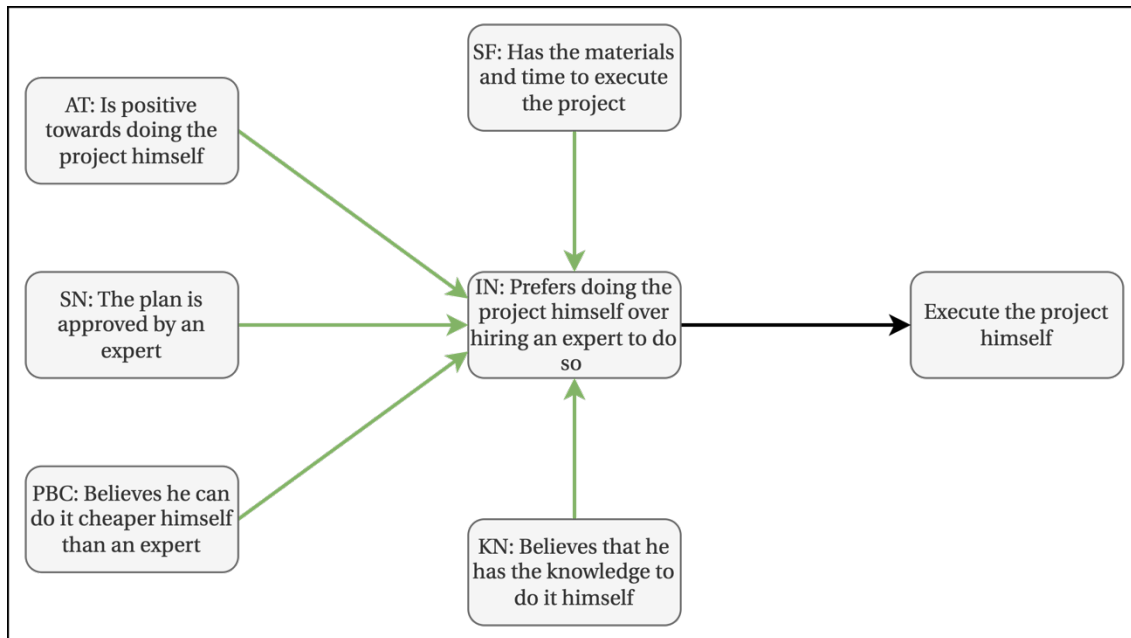 AT: Is positive
towards doing the
project himself
SN: The plan is
approved by an
expert
PBC: Believes he can
do it cheaper himself
than an expert
SF: Has the materials
and time to execute
the project
IN: Prefers doing the
project himself over
hiring an expert to do
so
KN: Believes that he
has the knowledge to
do it himself
Execute the project
himself